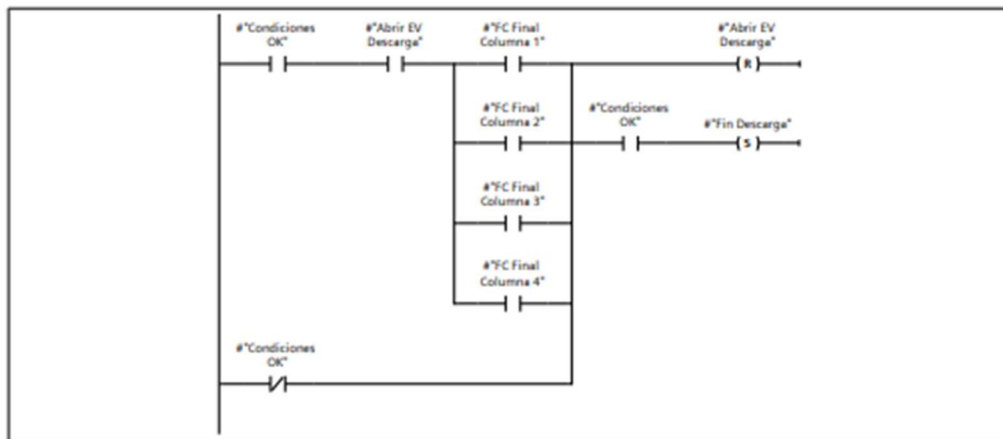 #"Condiciones
OK"
#"Abrir EV
Descarga"
#"FC Final
Columna 1"
#"Abrir EV
Descarga"
R
#"FC Final
Columna 2"
#"Condiciones
OK"
#"Fin Descarga"
S
#"FC Final
Columna 3"
#"FC Final
Columna 4"
#"Condiciones
OK"